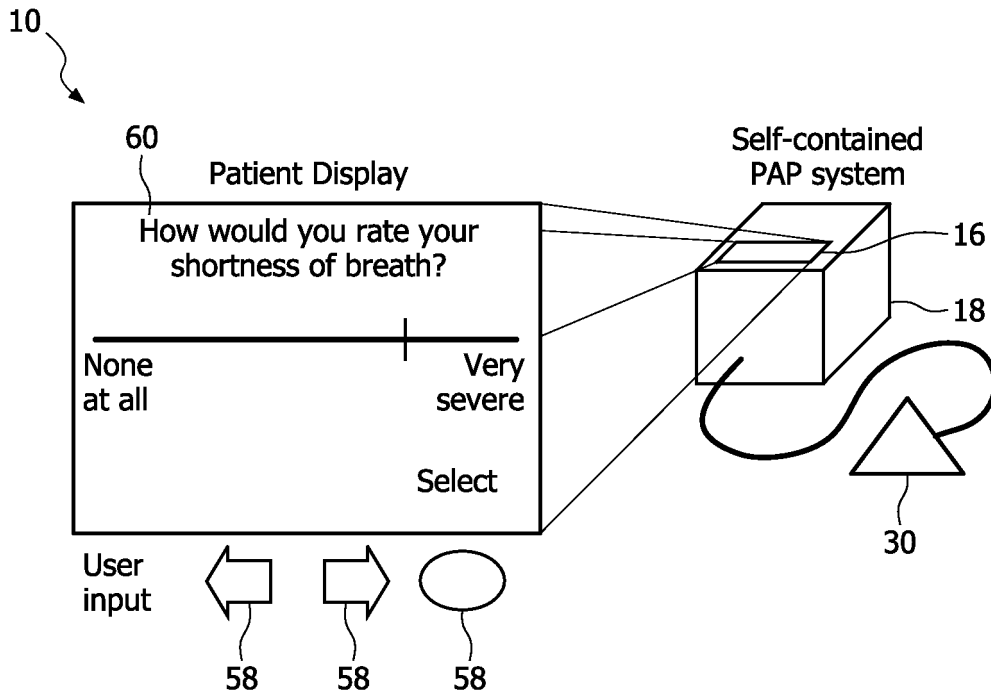 10
60
Patient Display
How would you rate your
shortness of breath?
None
at all
Very
severe
Select
User
input
58
58
58
Self-contained
PAP system
16
18
30